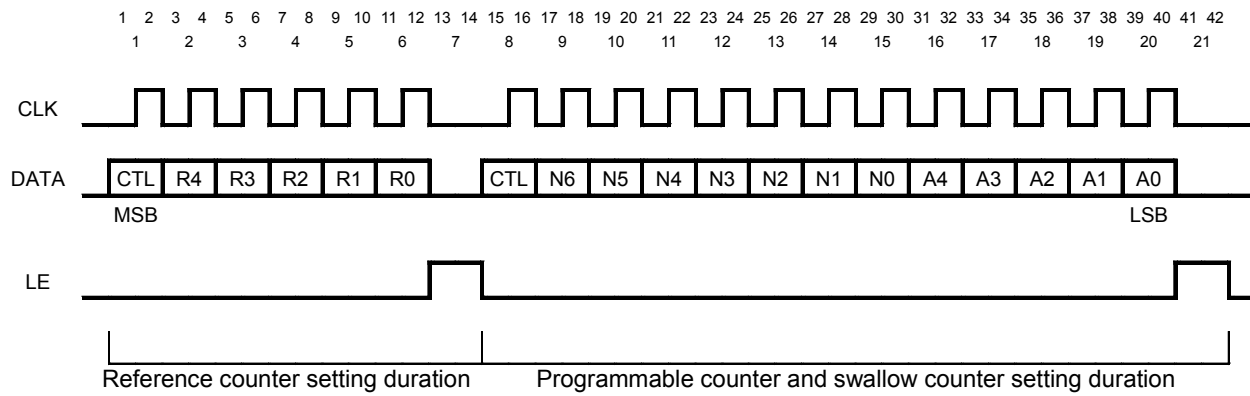 1 2 3 4 5 6 7 8 9 10 11 12 13 14 15 16 17 18 19 20 21 22 23 24 25 26 27 28 29 30 31 32 33 34 35 36 37 38 39 40 41 42
1 2 3 4 5 6 7 8 9 10 11 12 13 14 15 16 17 18 19 20 21
CLK
DATA CTL R4 R3 R2 R1 R0 CTL N6 N5 N4 N3 N2 N1 N0 A4 A3 A2 A1 A0
MSB LSB
LE
Reference counter setting duration Programmable counter and swallow counter setting duration